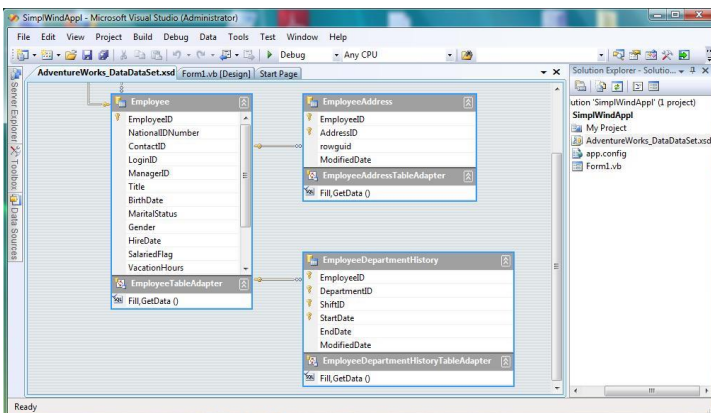 SimplWindAppl - Microsoft Visual Studio (Administrator)
File Edit View Project Build Debug Data Tools Test Window Help
Debug Any CPU
AdventureWorks_DataDataSet.xsd Form1.vb [Design] Start Page
Solution Explorer - Solutio...
Server Explorer
Toolbox
Data Sources
Employee
EmployeeID
NationalIDNumber
ContactID
LoginID
ManagerID
Title
BirthDate
MaritalStatus
Gender
HireDate
SalariedFlag
VacationHours
EmployeeTableAdapter
Fill,GetData ()
EmployeeAddress
EmployeeID
AddressID
rowguid
ModifiedDate
EmployeeAddressTableAdapter
Fill,GetData ()
EmployeeDepartmentHistory
EmployeeID
DepartmentID
ShiftID
StartDate
EndDate
ModifiedDate
EmployeeDepartmentHistoryTableAdapter
Fill,GetData ()
ution 'SimplWindAppl' (1 project)
SimplWindAppl
My Project
AdventureWorks_DataDataSet.xsd
app.config
Form1.vb
Ready